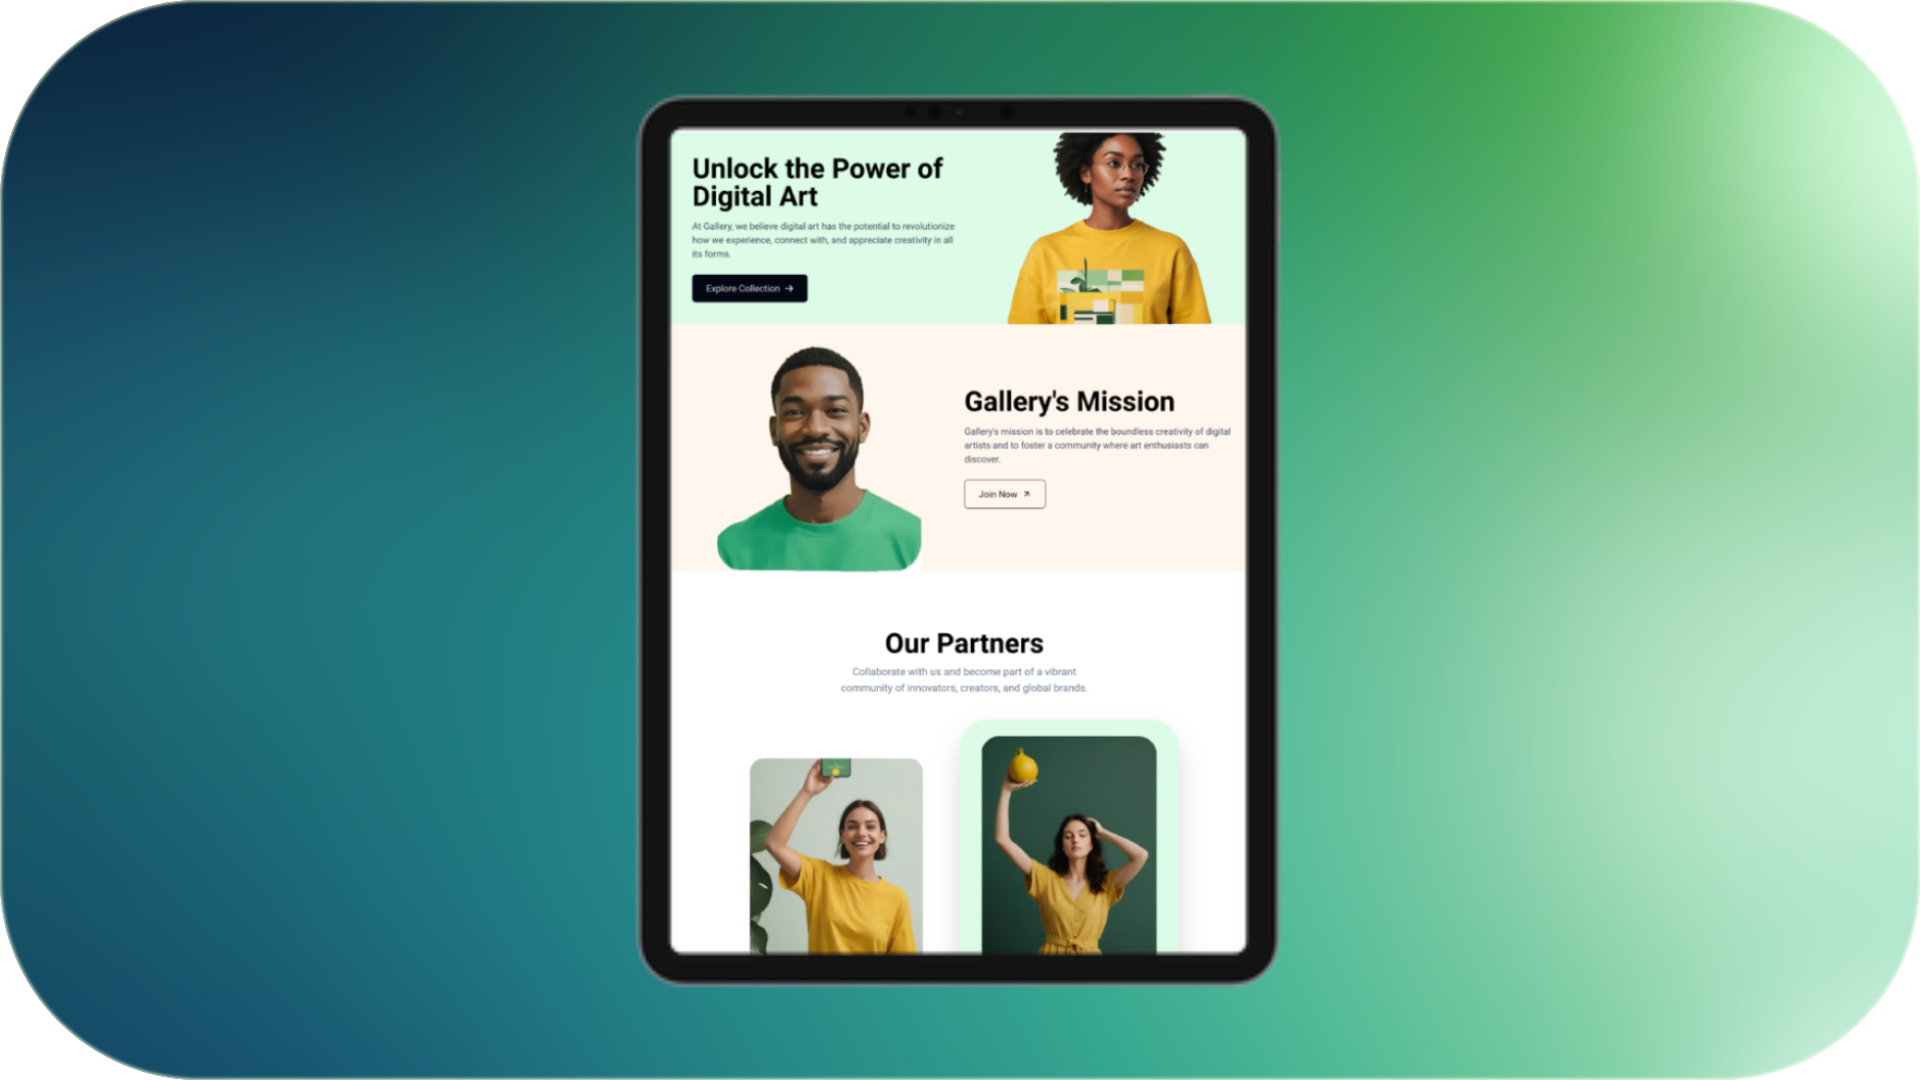 Unlock the Power of
Digital Art
At Gallery, we believe digital art has the potential to revolutionize
how we experience, connect with, and appreciate creativity in all
its forms.
Explore Collection
Gallery's Mission
Gallery's mission is to celebrate the boundless creativity of digital
artists and to foster a community where art enthusiasts can
discover.
Join Now
Our Partners
Collaborate with us and become part of a vibrant
community of innovators, creators, and global brands.